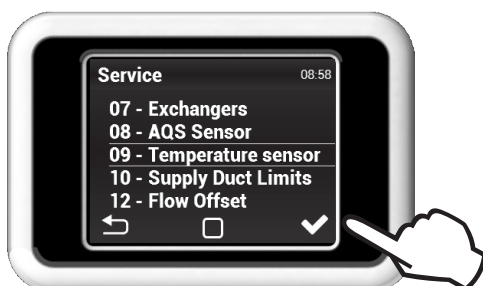 Service 08:58
07 - Exchangers
08 - AQS Sensor
09 - Temperature sensor
10 - Supply Duct Limits
12 - Flow Offset